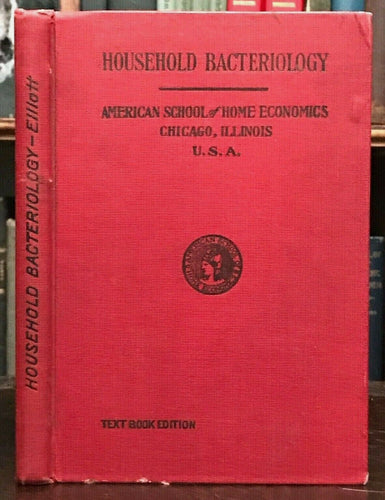 HOUSEHOLD BACTERIOLOGY
AMERICAN SCHOOL of HOME ECONOMICS
CHICAGO, ILLINOIS
U.S.A.
TEXT BOOK EDITION
HOUSEHOLD BACTERIOLOGY-Elliott